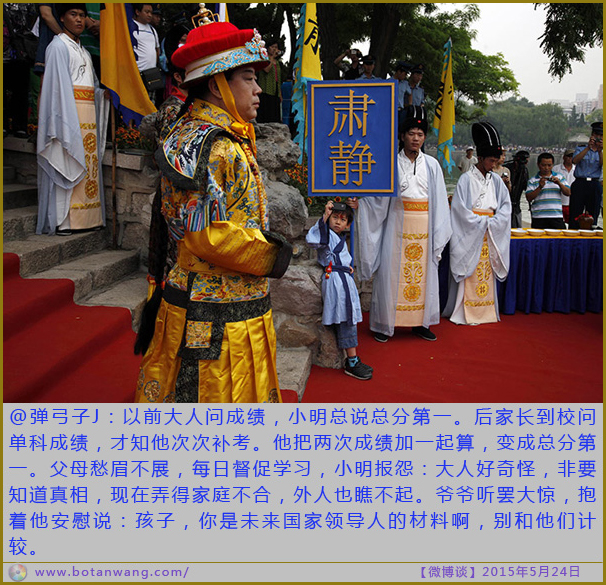 肃
静
@弹弓子J：以前大人问成绩，小明总说总分第一。后家长到校问
单科成绩，才知他次次补考。他把两次成绩加一起算，变成总分第
一。父母愁眉不展，每日督促学习，小明报怨：大人好奇怪，非要
知道真相，现在弄得家庭不合，外人也瞧不起。爷爷听罢大惊，抱
着他安慰说：孩子，你是未来国家领导人的材料啊，别和他们计
较。
www.botanwang.com/ 【微博谈】2015年5月24日